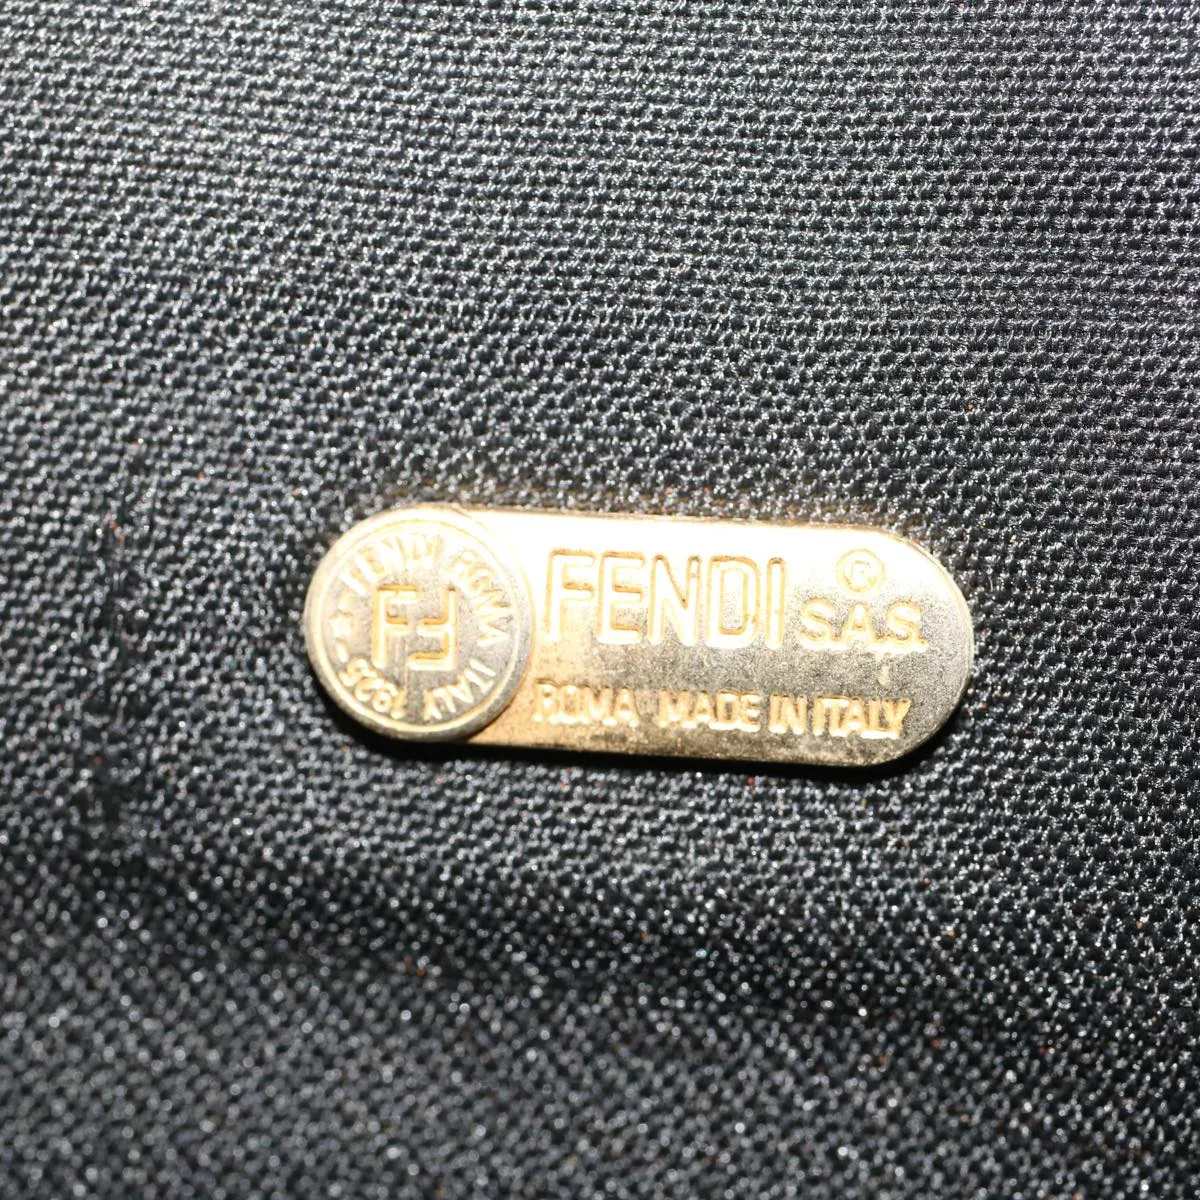 FENDI ROMA ITALY 1925
FF
FENDI ®
S.A.S.
ROMA MADE IN ITALY